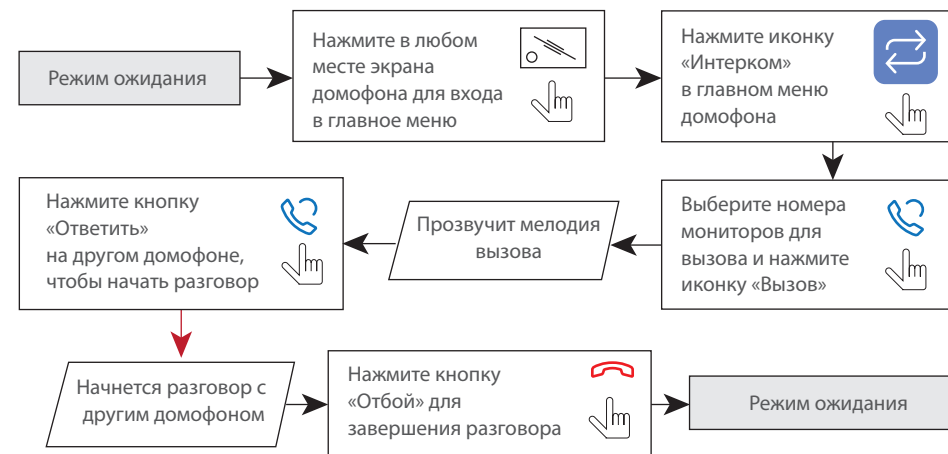 Режим ожидания
Нажмите в любом
месте экрана
домофона для входа
в главное меню
Нажмите иконку
«Интерком»
в главном меню
домофона
Выберите номера
мониторов для
вызова и нажмите
иконку «Вызов»
Прозвучит мелодия
вызова
Нажмите кнопку
«Ответить»
на другом домофоне,
чтобы начать разговор
Начнется разговор с
другим домофоном
Нажмите кнопку
«Отбой» для
завершения разговора
Режим ожидания